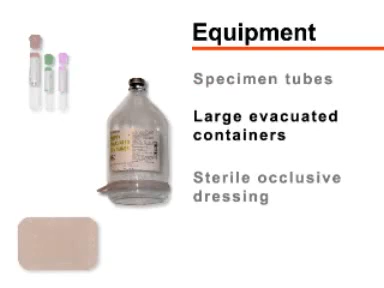 Equipment
Specimen tubes
Large evacuated
containers
Sterile occlusive
dressing